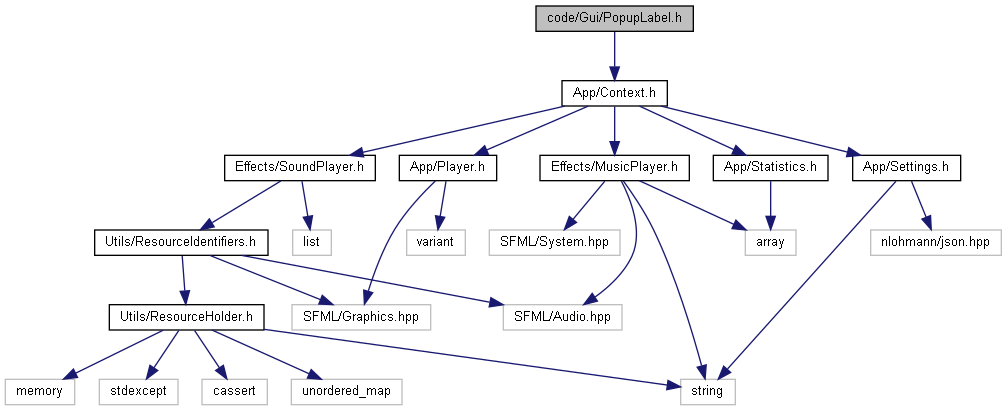 code/Gui/PopupLabel.h
App/Context.h
Effects/SoundPlayer.h
App/Player.h
Effects/MusicPlayer.h
App/Statistics.h
App/Settings.h
Utils/ResourceIdentifiers.h
list
variant
SFML/System.hpp
array
nlohmann/json.hpp
Utils/ResourceHolder.h
SFML/Graphics.hpp
SFML/Audio.hpp
memory
stdexcept
cassert
unordered_map
string